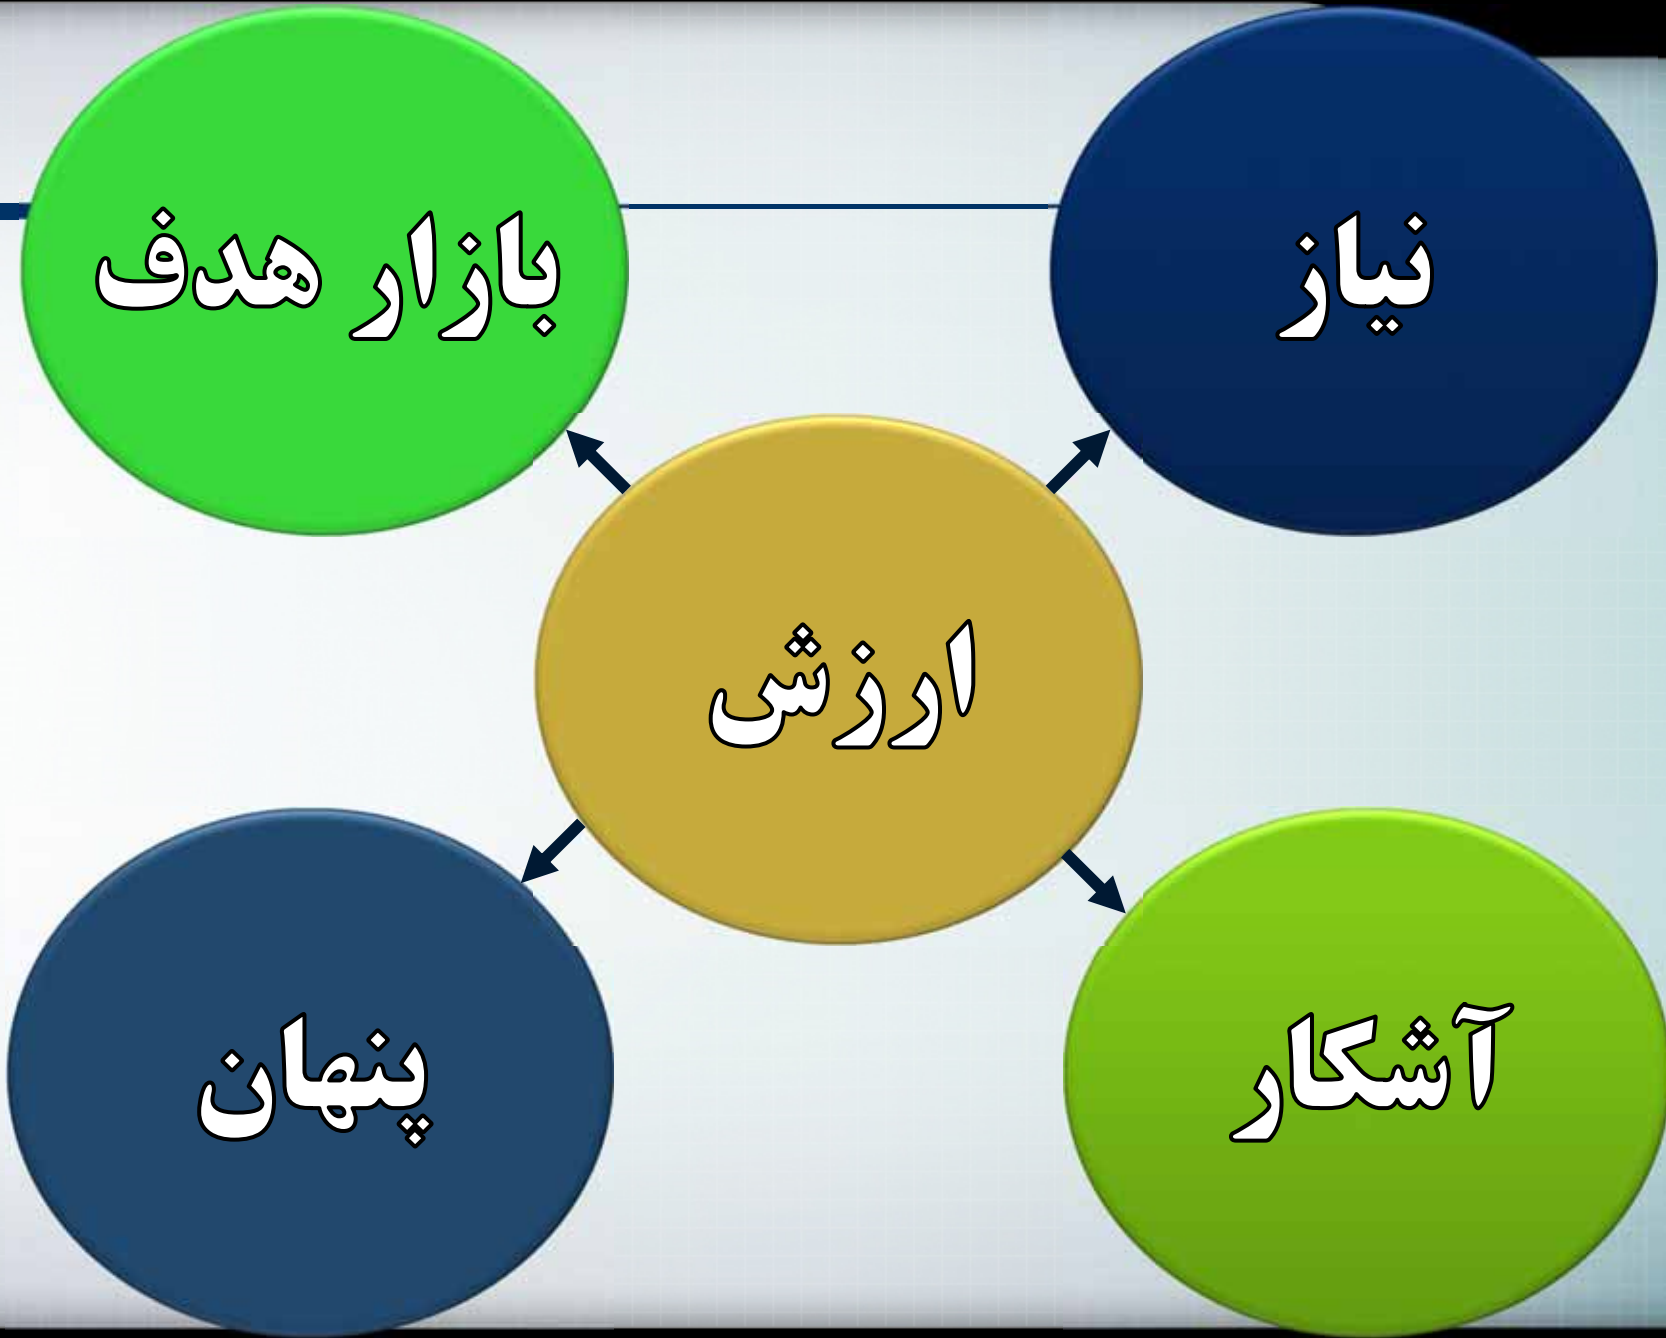 نیاز
بازار هدف
ارزش
آشکار
پنهان